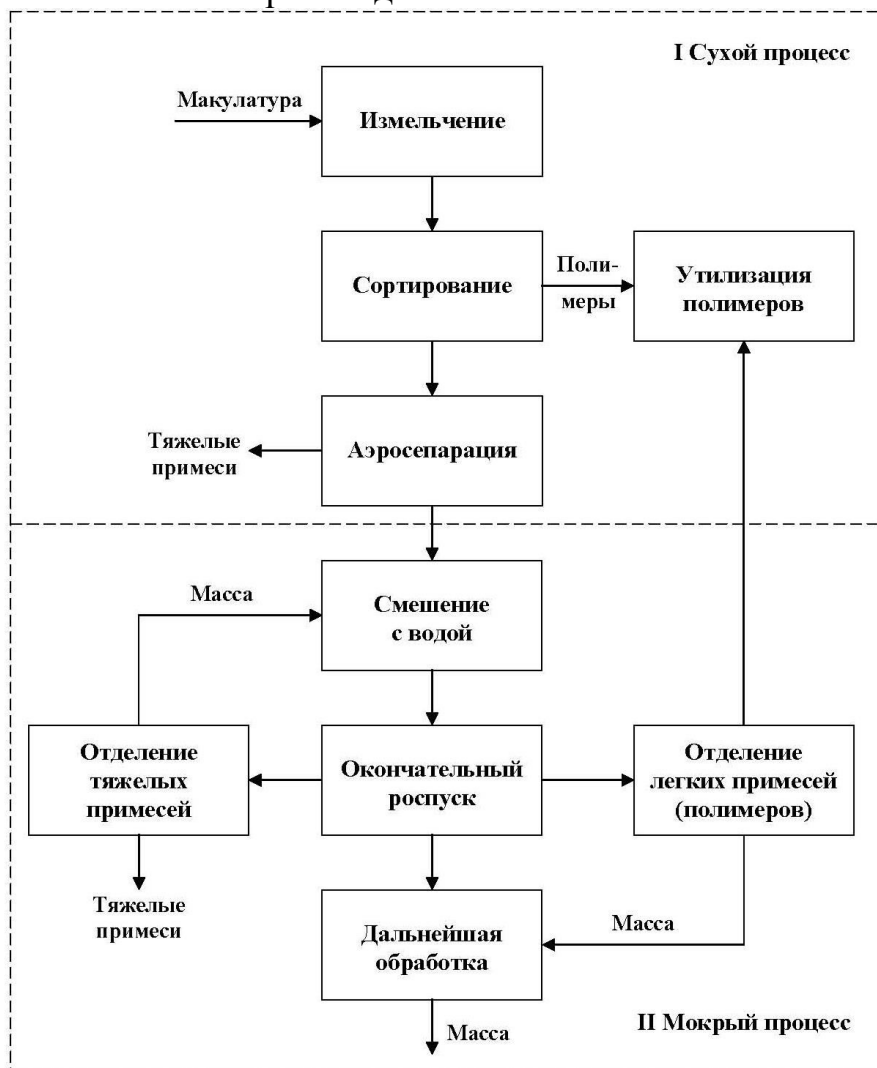 I Сухой процесс
Макулатура
Измельчение
Сортирование
Поли-
меры
Утилизация
полимеров
Тяжелые
примеси
Аэросепарация
Масса
Смешение
с водой
Отделение
тяжелых
примесей
Окончательный
роспуск
Отделение
легких примесей
(полимеров)
Тяжелые
примеси
Дальнейшая
обработка
Масса
II Мокрый процесс
Масса